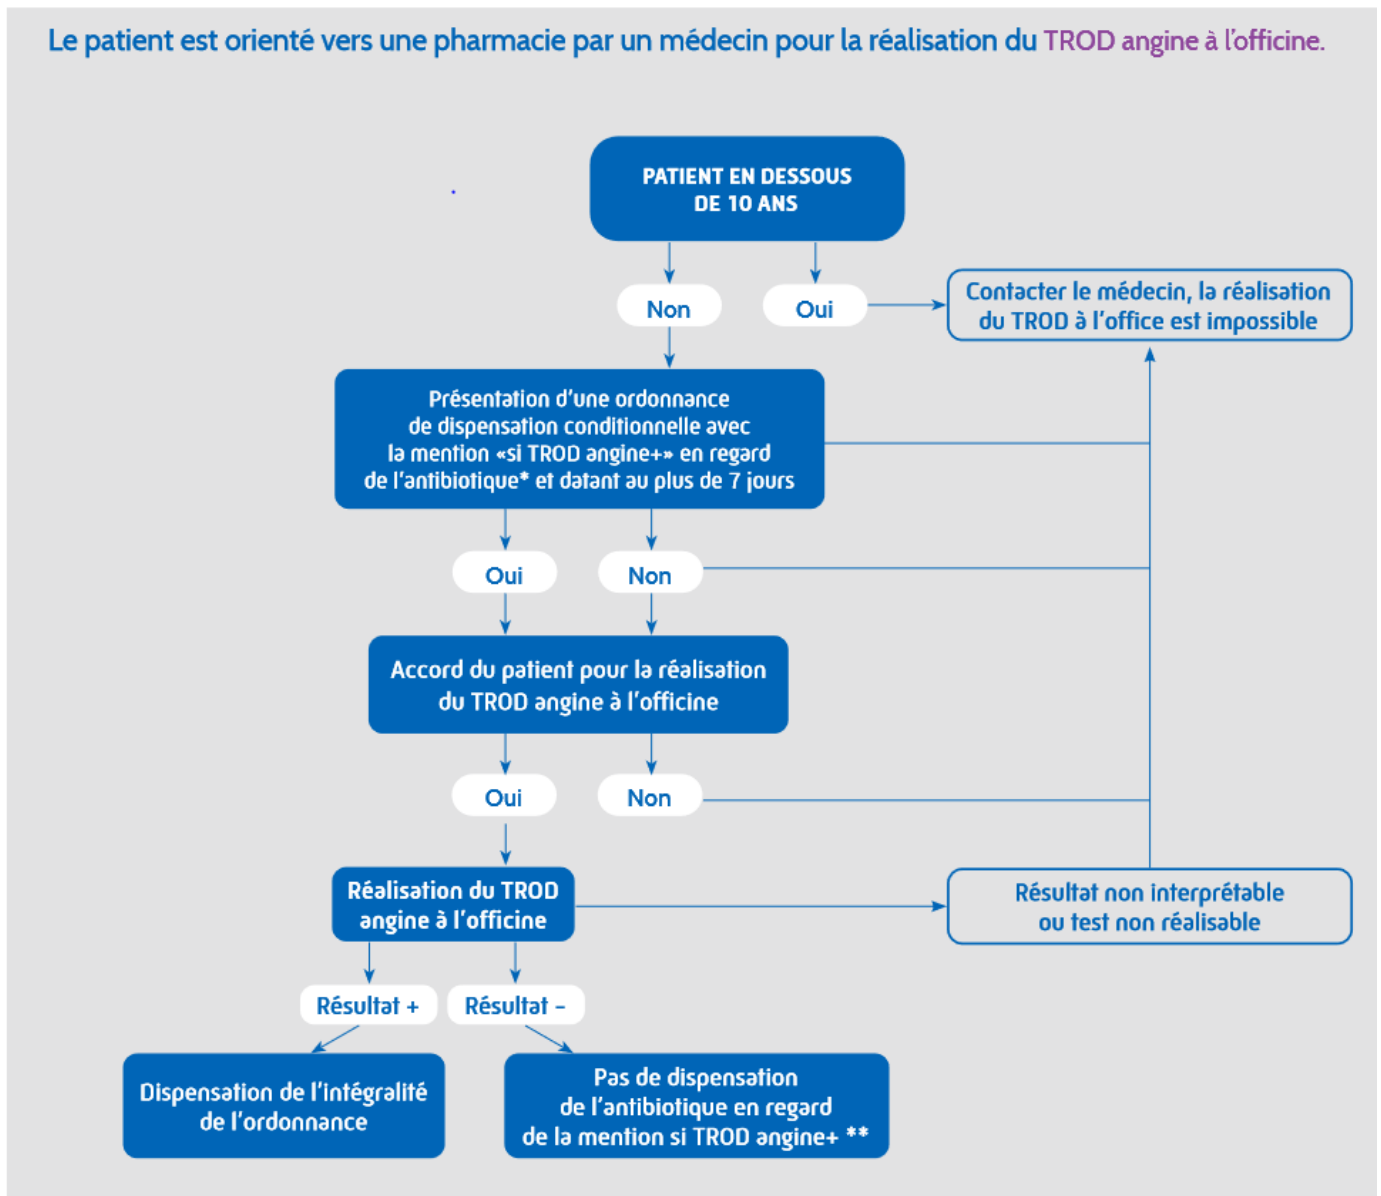 Le patient est orienté vers une pharmacie par un médecin pour la réalisation du TROD angine à l'officine.
PATIENT EN DESSOUS
DE 10 ANS
Non
Oui
Contacter le médecin, la réalisation
du TROD à l'office est impossible
Présentation d'une ordonnance
de dispensation conditionnelle avec
la mention «si TROD angine+» en regard
de l'antibiotique* et datant au plus de 7 jours
Oui
Non
Accord du patient pour la réalisation
du TROD angine à l'officine
Oui
Non
Réalisation du TROD
angine à l'officine
Résultat non interprétable
ou test non réalisable
Résultat +
Résultat -
Dispensation de l'intégralité
de l'ordonnance
Pas de dispensation
de l'antibiotique en regard
de la mention si TROD angine+ **